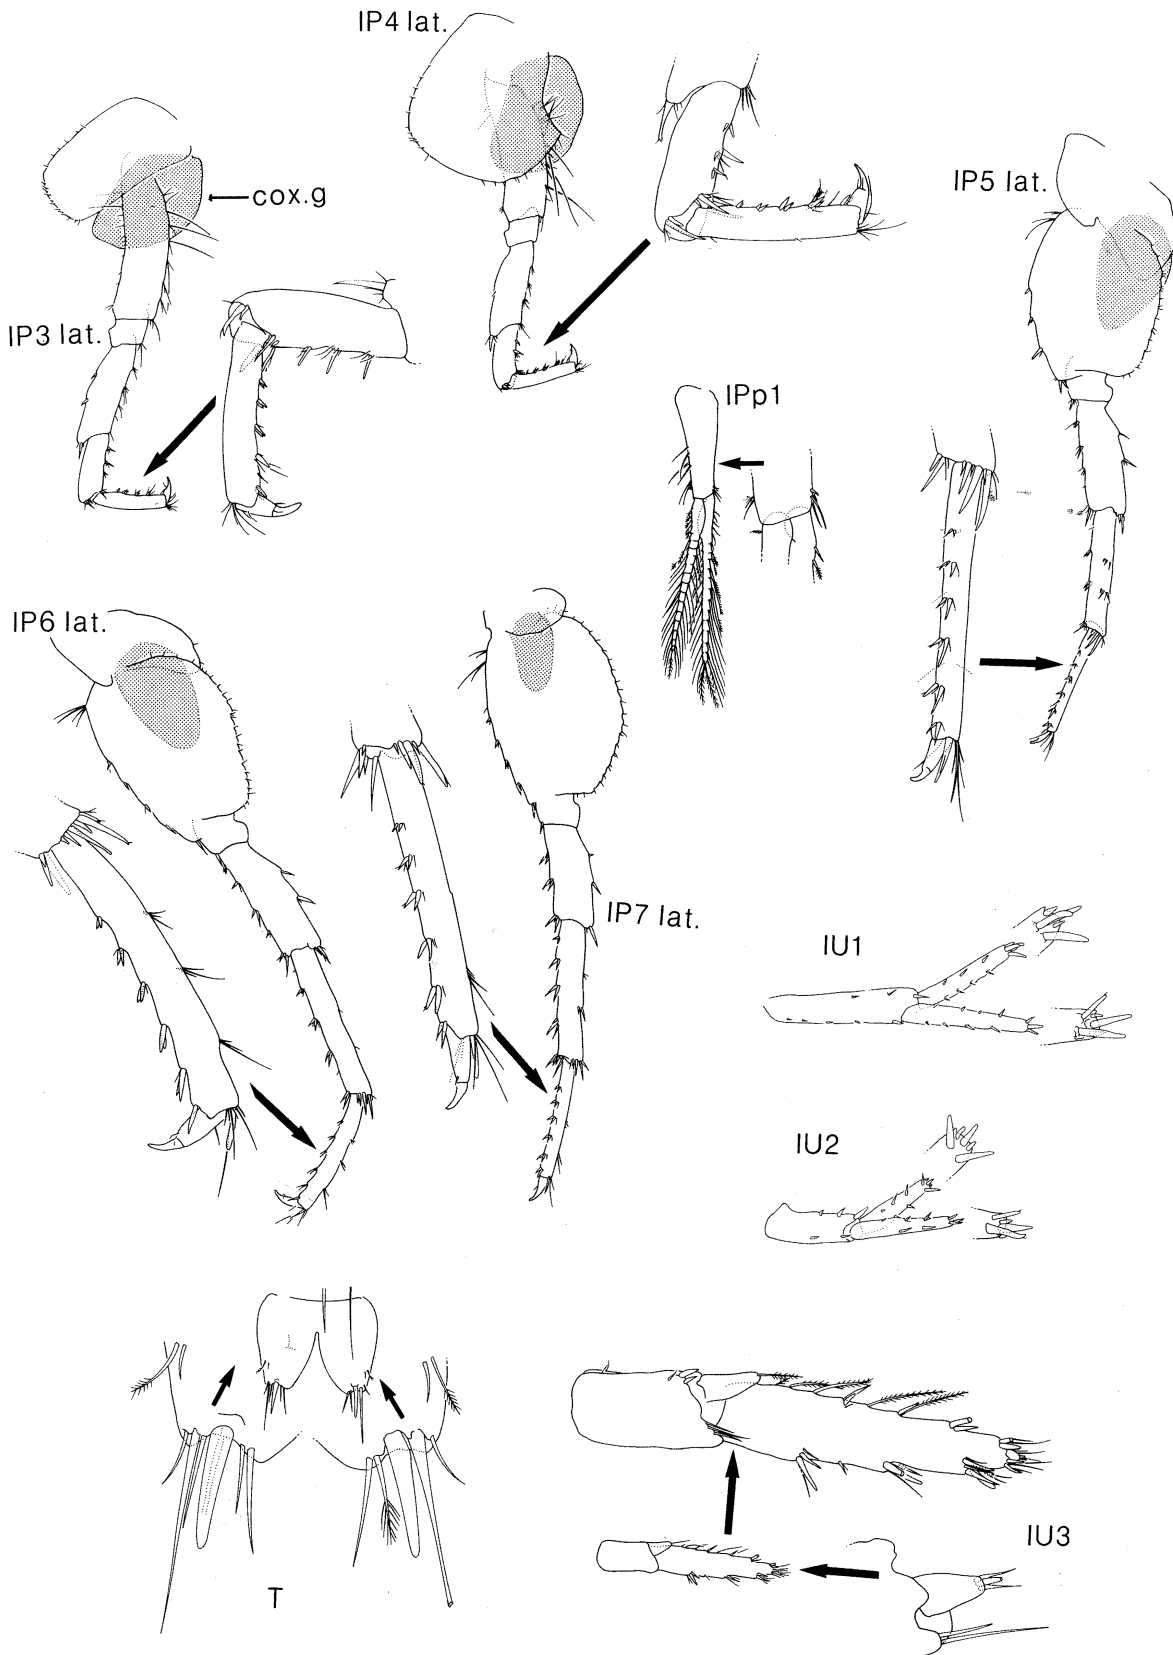 IP4 lat.
cox.g
IP5 lat.
IP3 lat.
IPp1
IP6 lat.
IP7 lat.
IU1
IU2
IU3
T